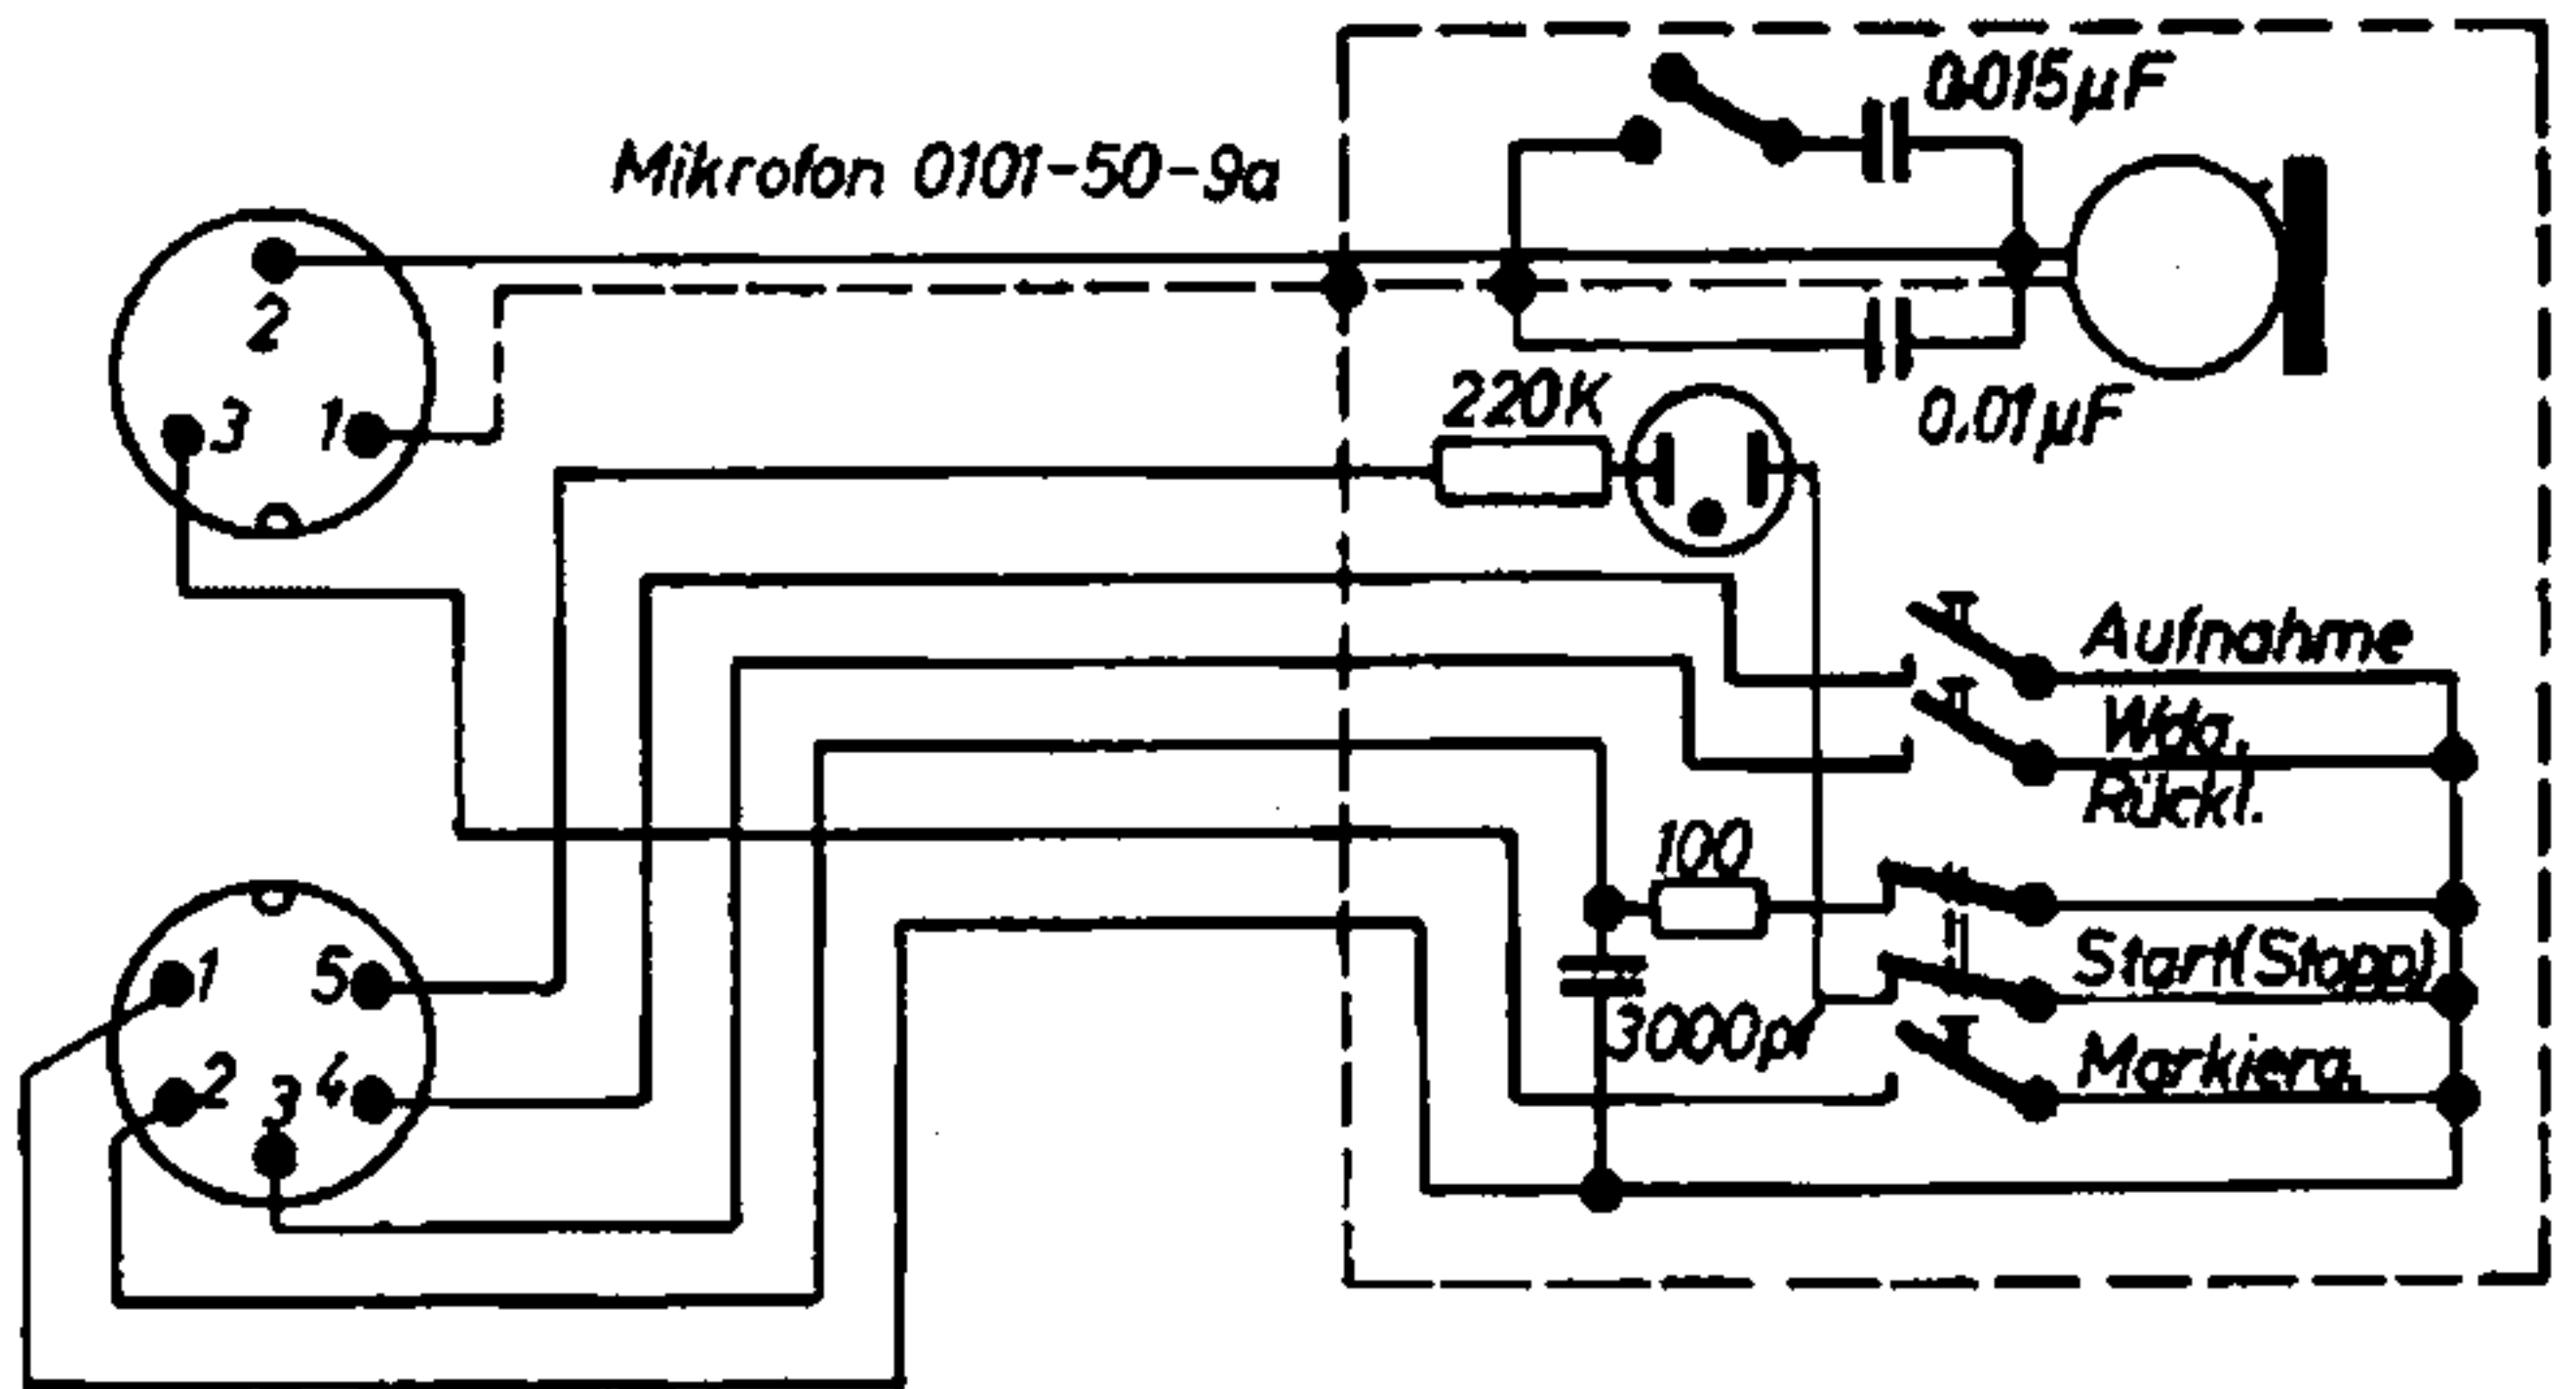 0.015µF
Mikrofon 0101-50-9a
2
3
1
220K
0.01µF
Aufnahme
Wdg.
Rückl.
100
1
5
Start(Stopp)
3000pF
2
3
4
Markierg.